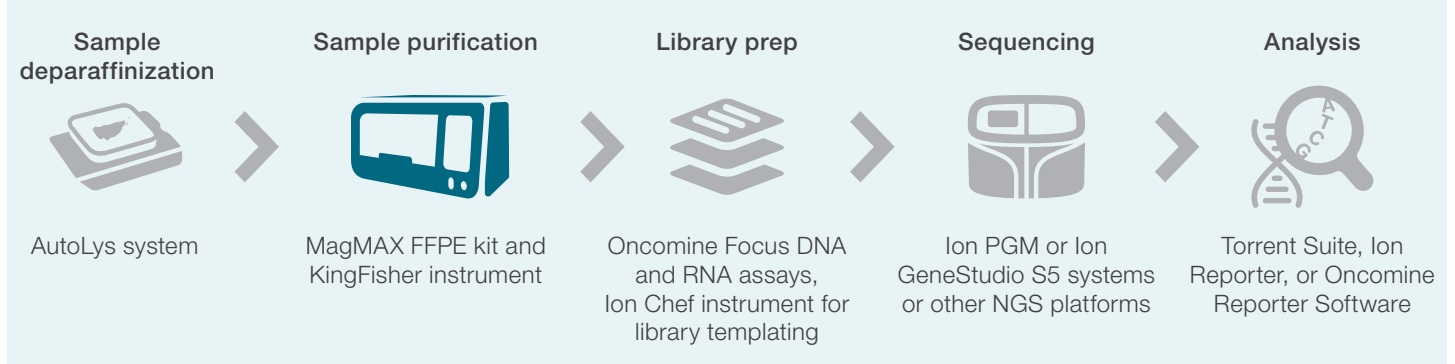 Sample
deparaffinization
AutoLys system
Sample purification
MagMAX FFPE kit and
KingFisher instrument
Library prep
Oncomine Focus DNA
and RNA assays,
Ion Chef instrument for
library templating
Sequencing
Ion PGM or Ion
GeneStudio S5 systems
or other NGS platforms
Analysis
A
T
C
G
Torrent Suite, Ion
Reporter, or Oncomine
Reporter Software